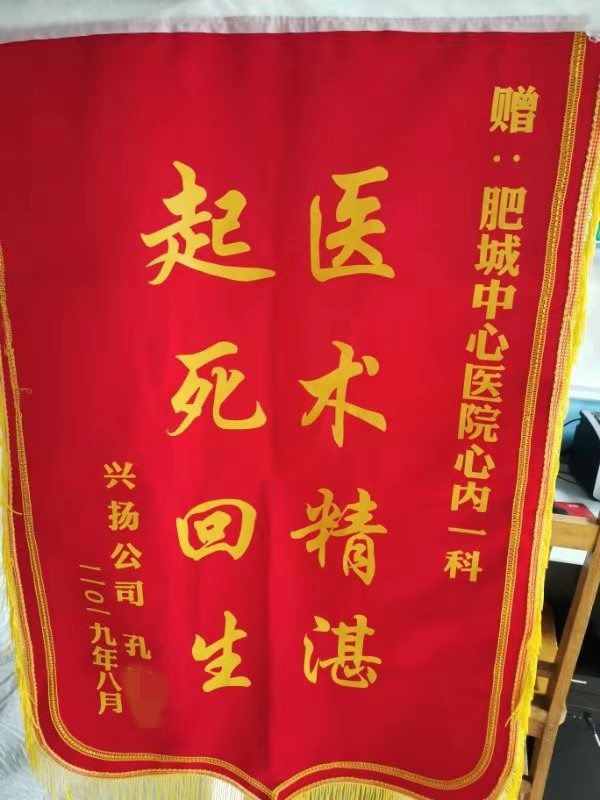 赠：肥城中心医院心内一科
医术精湛
起死回生
兴扬公司 孔
二〇一九年八月